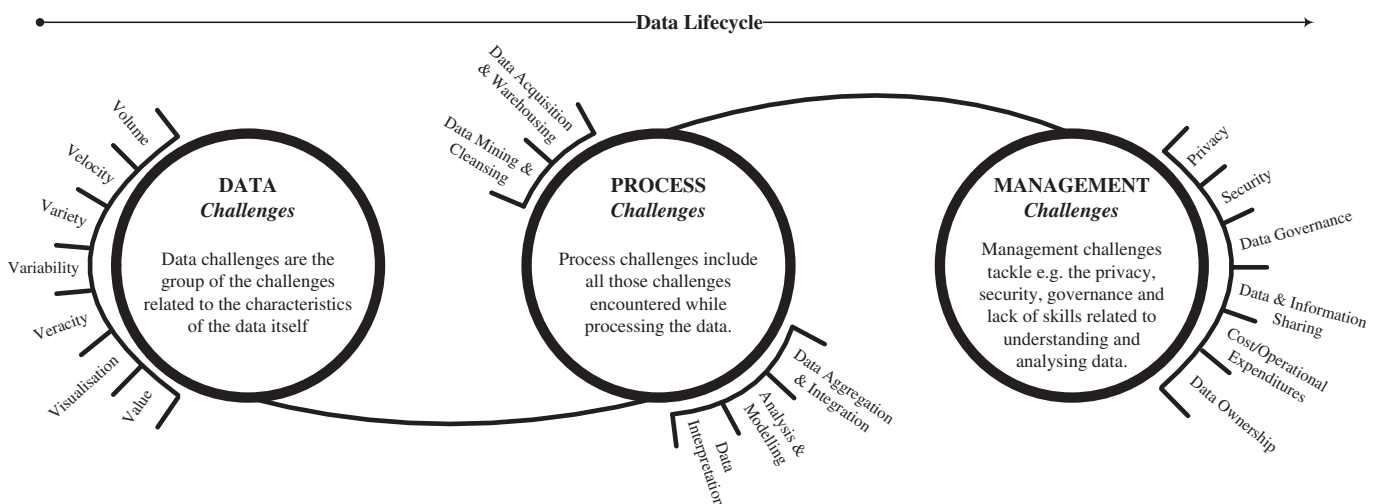 Data Lifecycle
Volume
Velocity
Variety
Variability
Veracity
Visualisation
Value
DATA
Challenges
Data challenges are the
group of the challenges
related to the characteristics
of the data itself
Data Acquisition
& Warehousing
Data Mining &
Cleansing
PROCESS
Challenges
Process challenges include
all those challenges
encountered while
processing the data.
Data Aggregation
& Integration
Analysis &
Modelling
Data
Interpretation
MANAGEMENT
Challenges
Management challenges
tackle e.g. the privacy,
security, governance and
lack of skills related to
understanding and
analysing data.
Privacy
Security
Data Governance
Data & Information
Sharing
Cost/Operational
Expenditures
Data Ownership